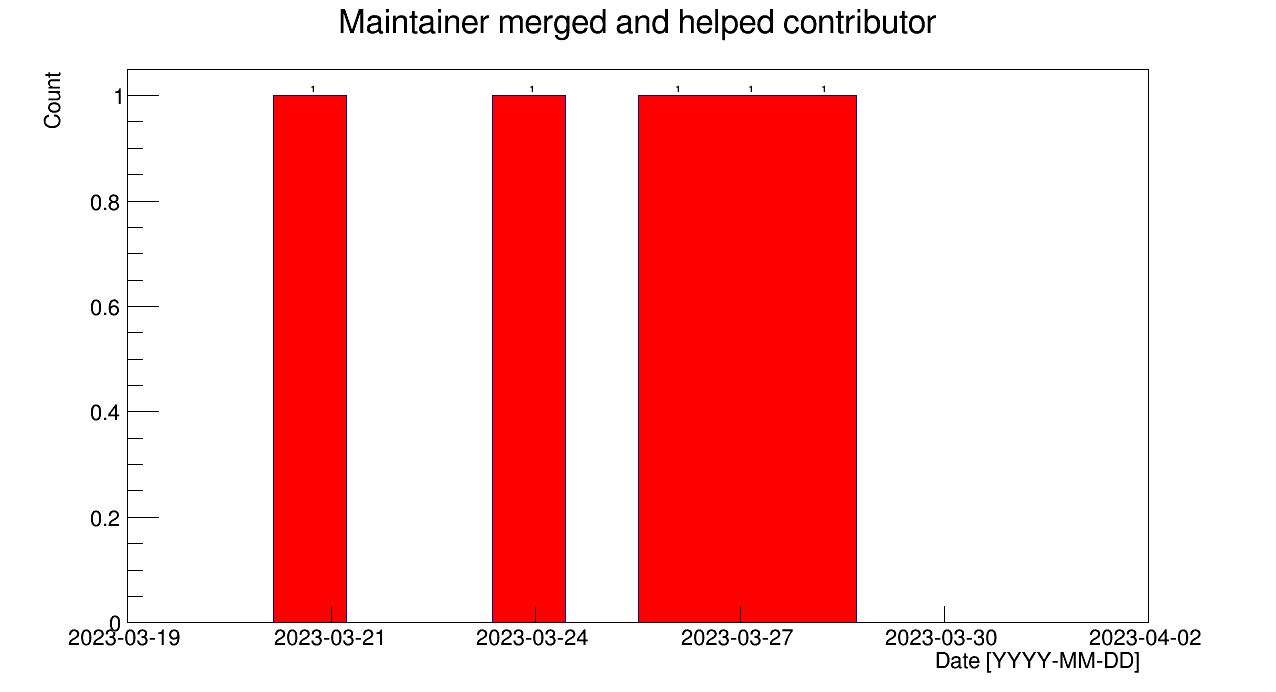 Maintainer merged and helped contributor
Count
1 1 1 1 1
1
0.8
0.6
0.4
0.2
0
2023-03-19 2023-03-21 2023-03-24 2023-03-27 2023-03-30 2023-04-02
Date [YYYY-MM-DD]